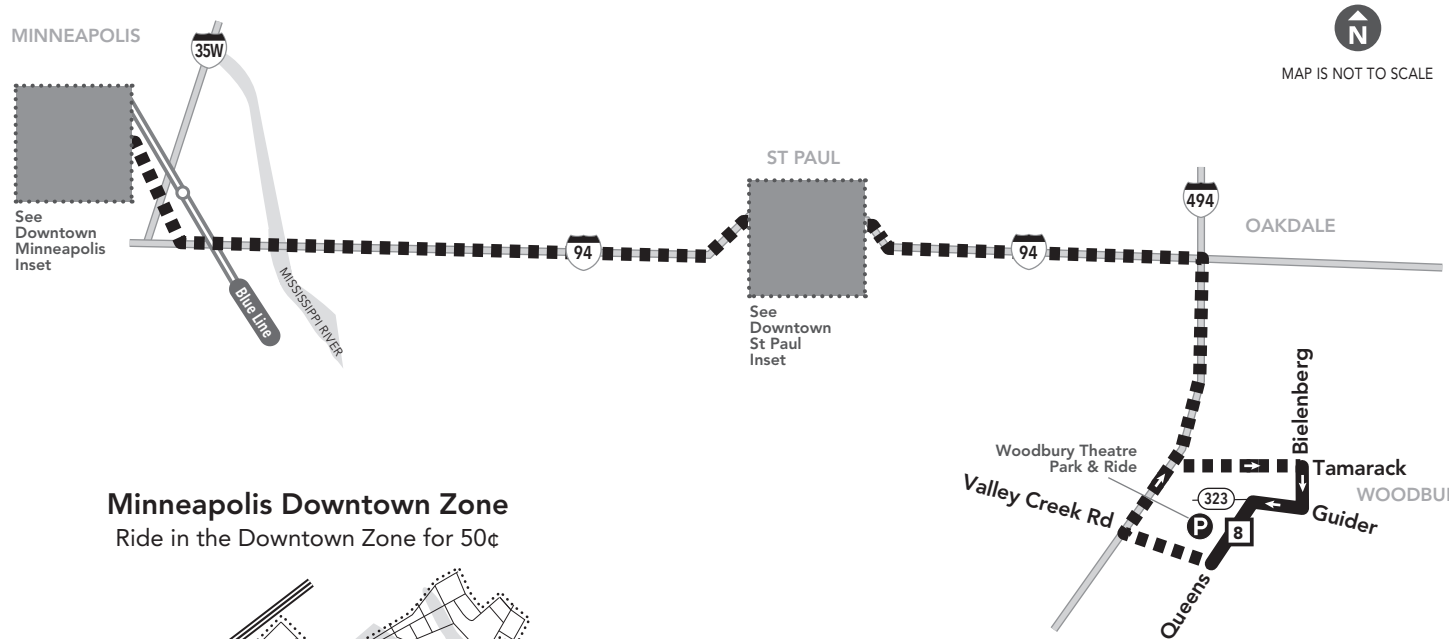 MINNEAPOLIS
35W
N
MAP IS NOT TO SCALE
ST PAUL
494
OAKDALE
See
Downtown
Minneapolis
Inset
94
94
MISSISSIPPI RIVER
Blue Line
See
Downtown
St Paul
Inset
Bielenberg
Woodbury Theatre
Park & Ride
Tamarack
WOODBU
Valley Creek Rd
323
P
8
Guider
Queens
Minneapolis Downtown Zone
Ride in the Downtown Zone for 50¢